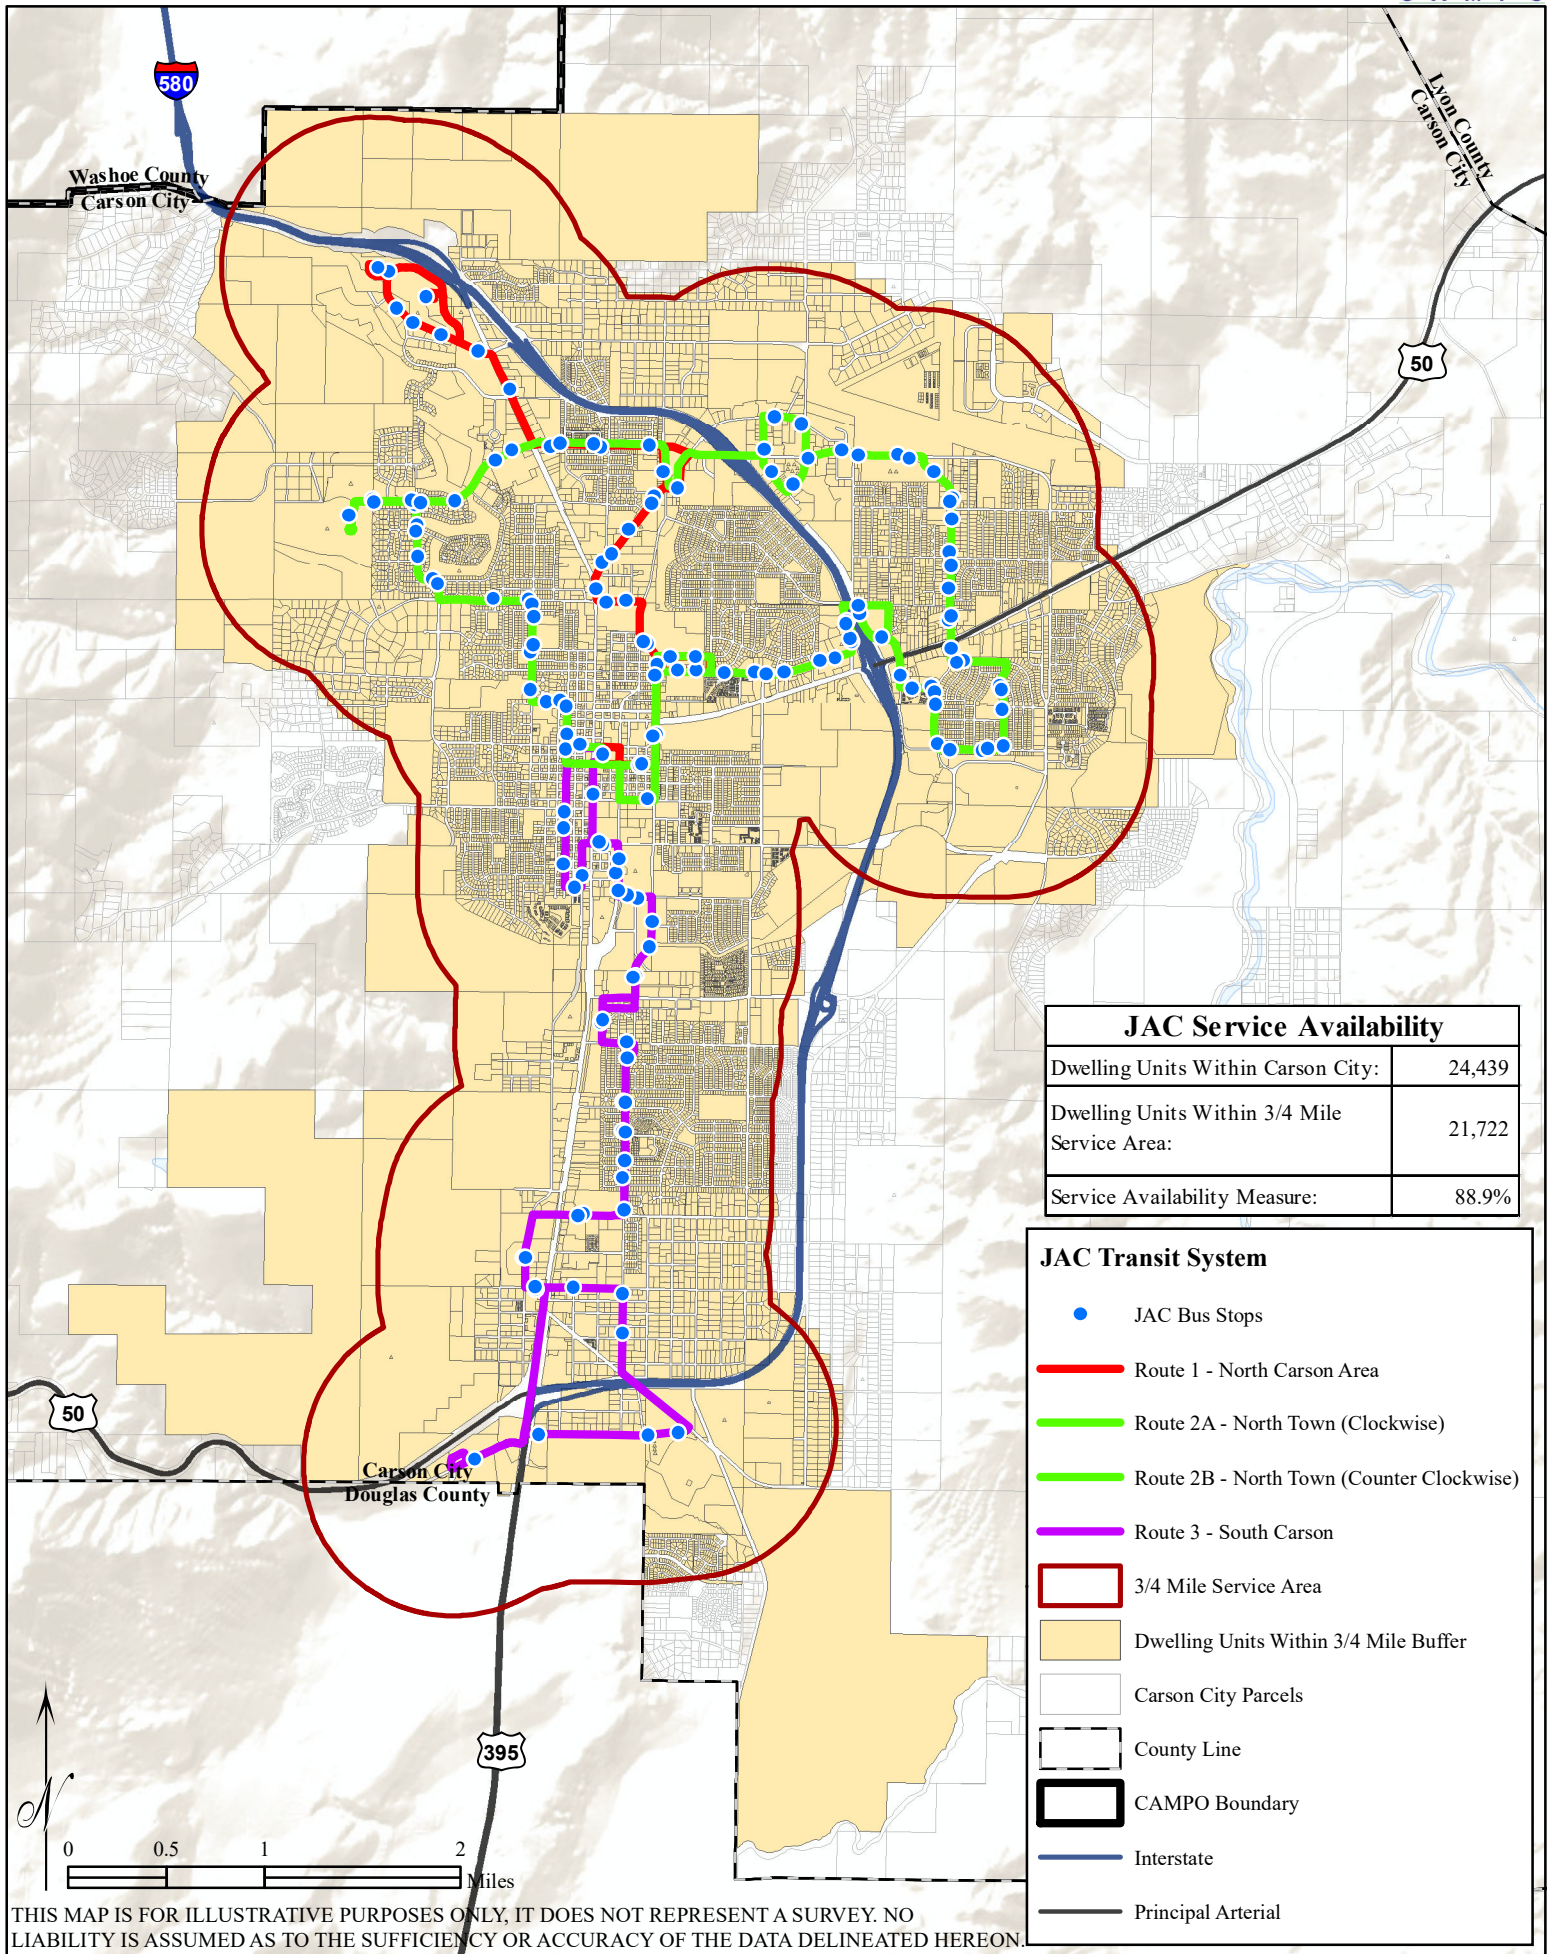 580
Washoe County
Carson City
Lyon County
Carson City
50
JAC Service Availability
Dwelling Units Within Carson City: 24,439
Dwelling Units Within 3/4 Mile
Service Area: 21,722
Service Availability Measure: 88.9%
JAC Transit System
JAC Bus Stops
Route 1 - North Carson Area
Route 2A - North Town (Clockwise)
Route 2B - North Town (Counter Clockwise)
Route 3 - South Carson
3/4 Mile Service Area
Dwelling Units Within 3/4 Mile Buffer
Carson City Parcels
County Line
CAMPO Boundary
Interstate
Principal Arterial
50
Carson City
Douglas County
395
N
0 0.5 1 2
Miles
THIS MAP IS FOR ILLUSTRATIVE PURPOSES ONLY, IT DOES NOT REPRESENT A SURVEY. NO
LIABILITY IS ASSUMED AS TO THE SUFFICIENCY OR ACCURACY OF THE DATA DELINEATED HEREON.